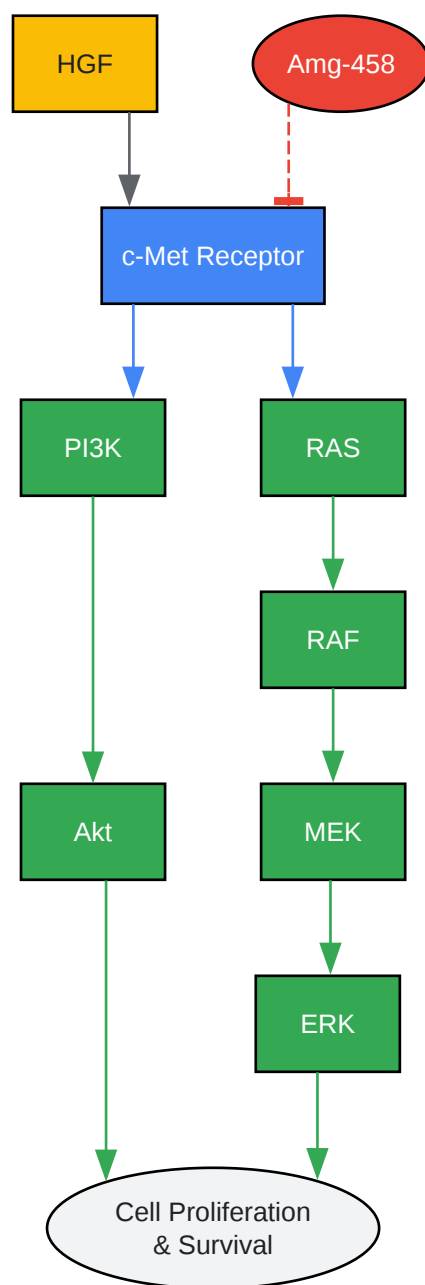 HGF
Amg-458
c-Met Receptor
PI3K
RAS
RAF
Akt
MEK
ERK
Cell Proliferation
& Survival